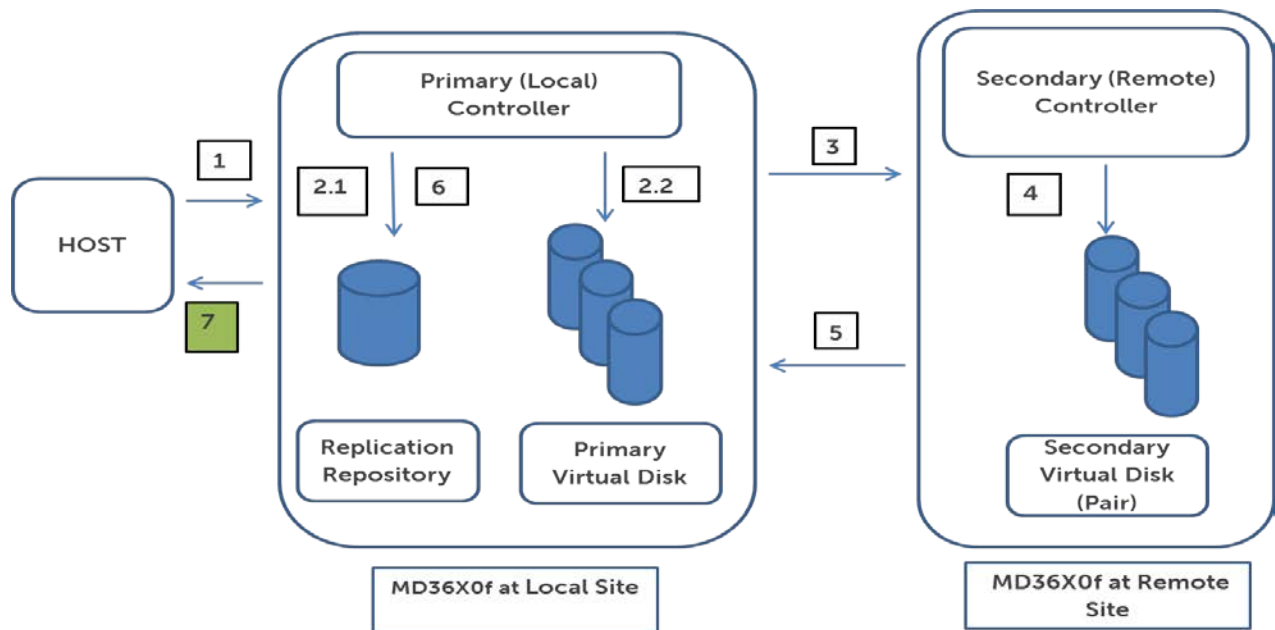 Primary (Local)
Controller
Secondary (Remote)
Controller
1
3
2.1
6
2.2
4
HOST
7
5
Replication
Repository
Primary
Virtual Disk
Secondary
Virtual Disk
(Pair)
MD36X0f at Local Site
MD36X0f at Remote
Site